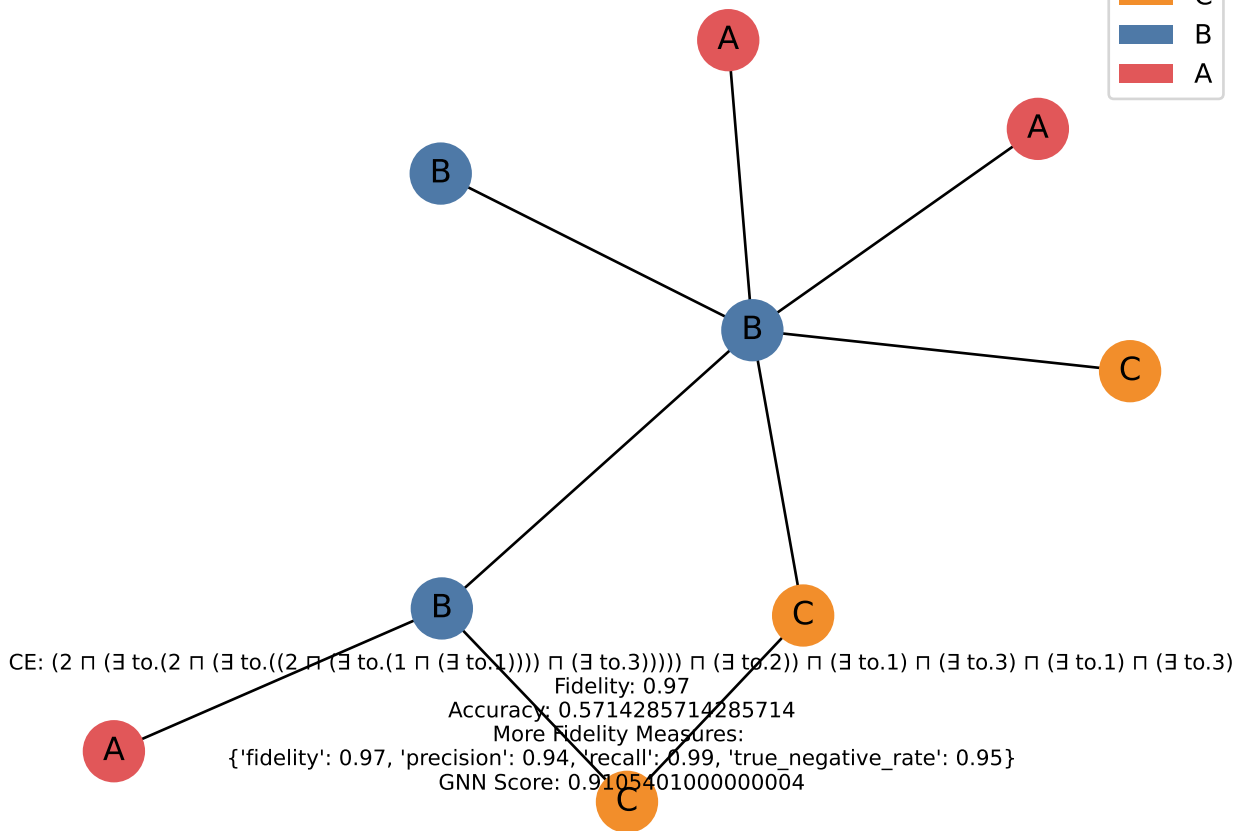 C
B
A
A
A
B
B
C
B
C
CE: (2 ⊓ (∃ to.(2 ⊓ (∃ to.((2 ⊓ (∃ to.(1 ⊓ (∃ to.1)))) ⊓ (∃ to.3))))) ⊓ (∃ to.2)) ⊓ (∃ to.1) ⊓ (∃ to.3) ⊓ (∃ to.1) ⊓ (∃ to.3)
Fidelity: 0.97
Accuracy: 0.5714285714285714
More Fidelity Measures:
A
{'fidelity': 0.97, 'precision': 0.94, 'recall': 0.99, 'true_negative_rate': 0.95}
GNN Score: 0.9105401000000004
C